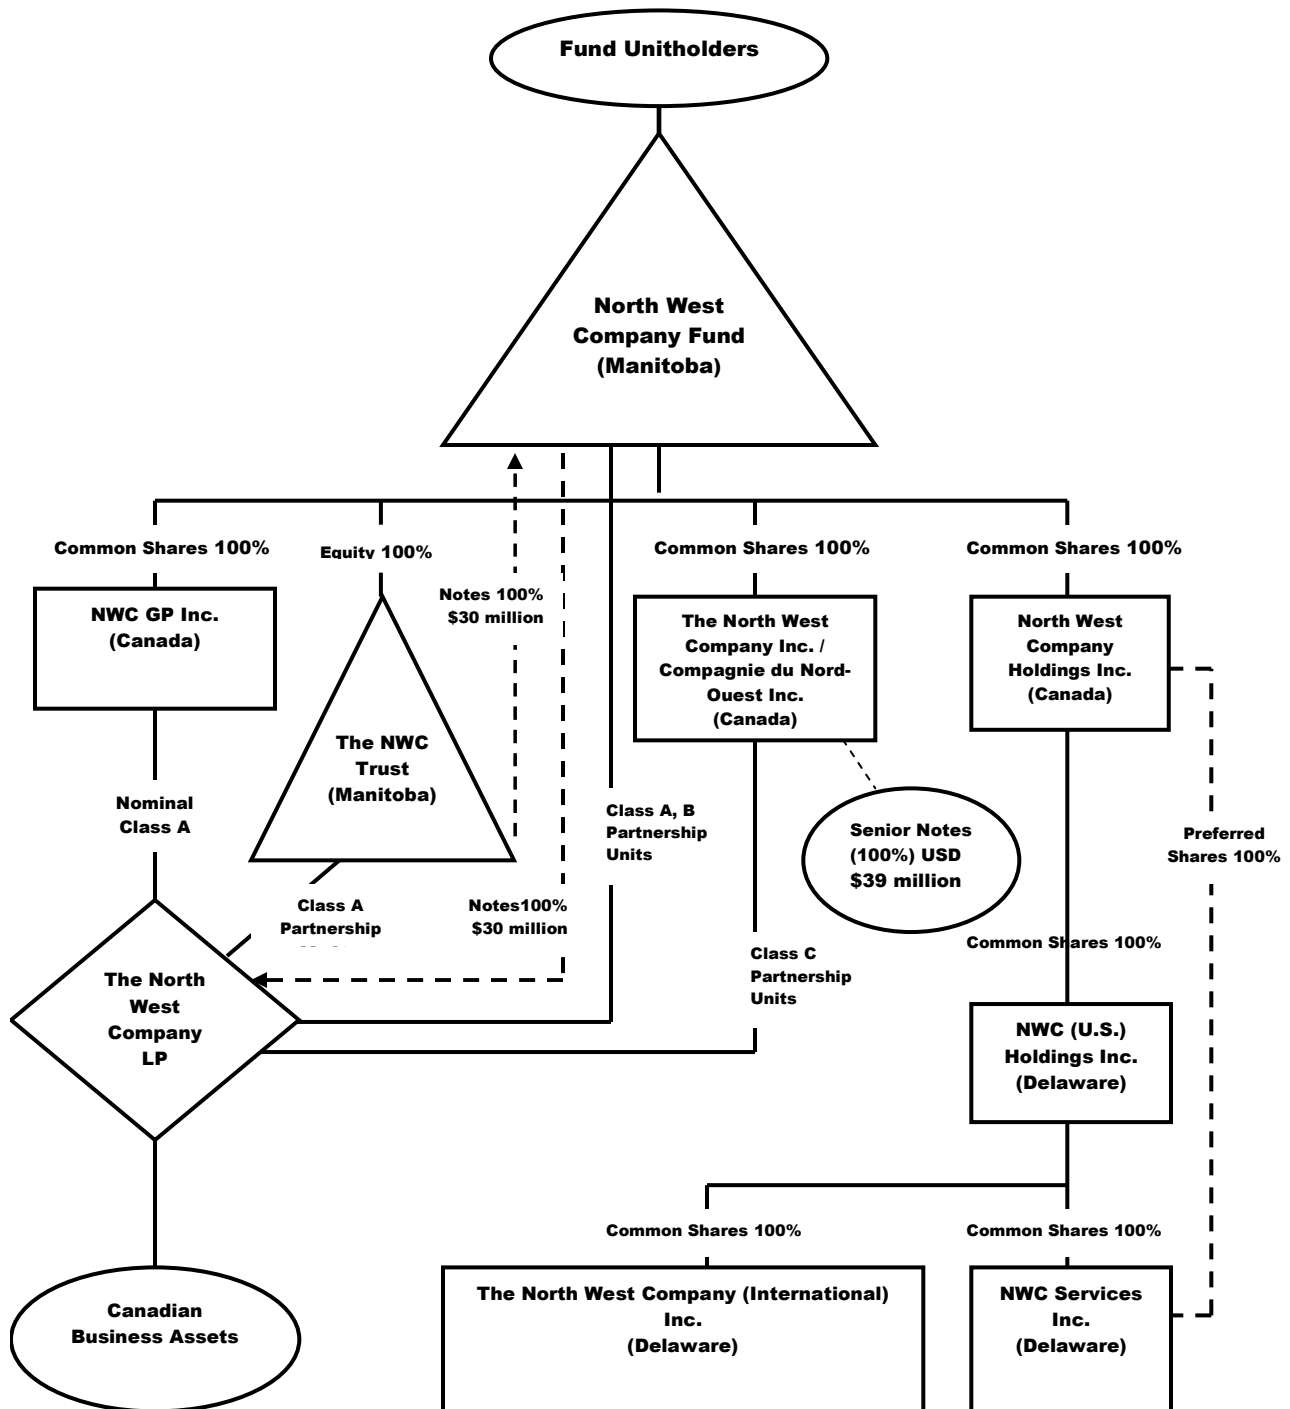 Fund Unitholders
North West
Company Fund
(Manitoba)
Common Shares 100%
Equity 100%
Common Shares 100%
Common Shares 100%
Notes 100%
$30 million
NWC GP Inc.
(Canada)
The North West
Company Inc. /
Compagnie du Nord-
Ouest Inc.
(Canada)
North West
Company
Holdings Inc.
(Canada)
The NWC
Trust
(Manitoba)
Nominal
Class A
Class A, B
Partnership
Units
Senior Notes
(100%) USD
$39 million
Preferred
Shares 100%
Class A
Partnership
Notes100%
$30 million
Common Shares 100%
Class C
Partnership
Units
The North
West
Company
LP
NWC (U.S.)
Holdings Inc.
(Delaware)
Common Shares 100%
Common Shares 100%
Canadian
Business Assets
The North West Company (International)
Inc.
(Delaware)
NWC Services
Inc.
(Delaware)